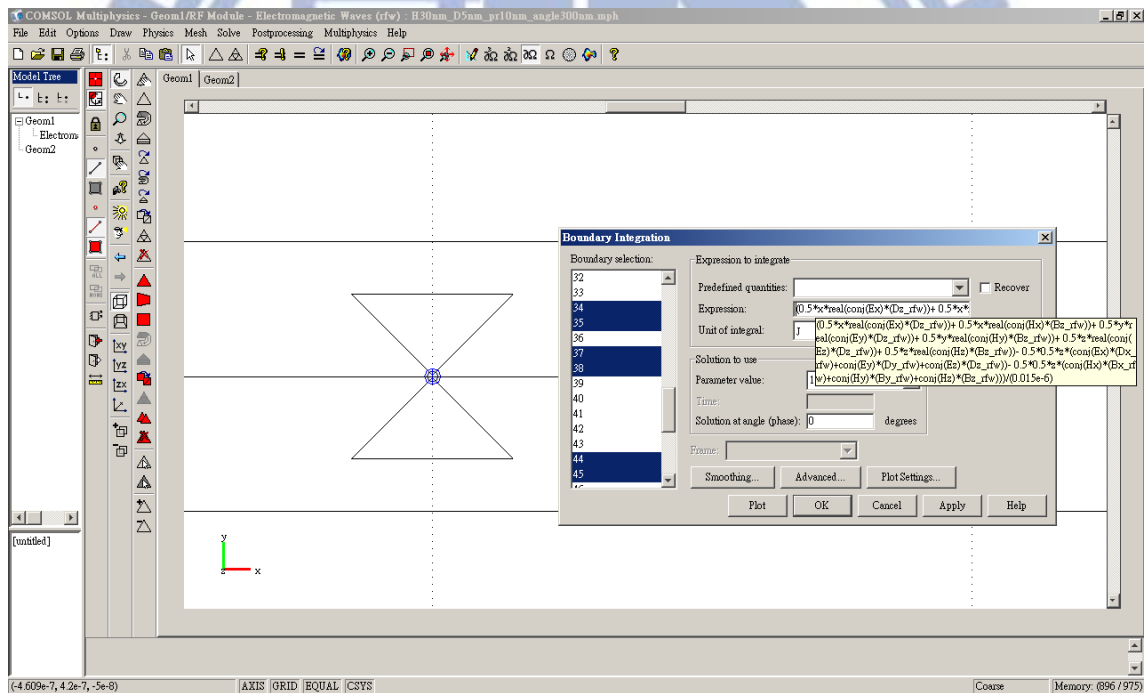 COMSOL Multiphysics - Geom1/RF Module - Electromagnetic Waves (rfw) : H30nm_D5nm_pr10nm_angle300nm.mph
File Edit Options Draw Physics Mesh Solve Postprocessing Multiphysics Help
Model Tree
Geom1
Electroms
Geom2
Geom1 Geom2
Boundary Integration
Boundary selection:
32
33
34
35
36
37
38
39
40
41
42
43
44
45
Expression to integrate
Predefined quantities:
Recover
Expression: (0.5*x*real(conj(Ex)*(Dz_rfw))+ 0.5*x*
Unit of integral: J
(0.5*x*real(conj(Ex)*(Dz_rfw))+ 0.5*x*real(conj(Hx)*(Bz_rfw))+ 0.5*y*r
eal(conj(Ey)*(Dz_rfw))+ 0.5*y*real(conj(Hy)*(Bz_rfw))+ 0.5*z*real(conj(
Ez)*(Dz_rfw))+ 0.5*z*real(conj(Hz)*(Bz_rfw))- 0.5*0.5*z*(conj(Ex)*(Dx_
rfw)+conj(Ey)*(Dy_rfw)+conj(Ez)*(Dz_rfw))- 0.5*0.5*z*(conj(Hx)*(Bx_rf
w)+conj(Hy)*(By_rfw)+conj(Hz)*(Bz_rfw)))/(0.015e-6)
Solution to use
Parameter value: 1
Time:
Solution at angle (phase): 0 degrees
Frame:
Smoothing... Advanced... Plot Settings...
Plot OK Cancel Apply Help
[untitled]
y
z x
(-4.609e-7, 4.2e-7, -5e-8) AXIS GRID EQUAL CSYS Coarse Memory: (896 / 975)